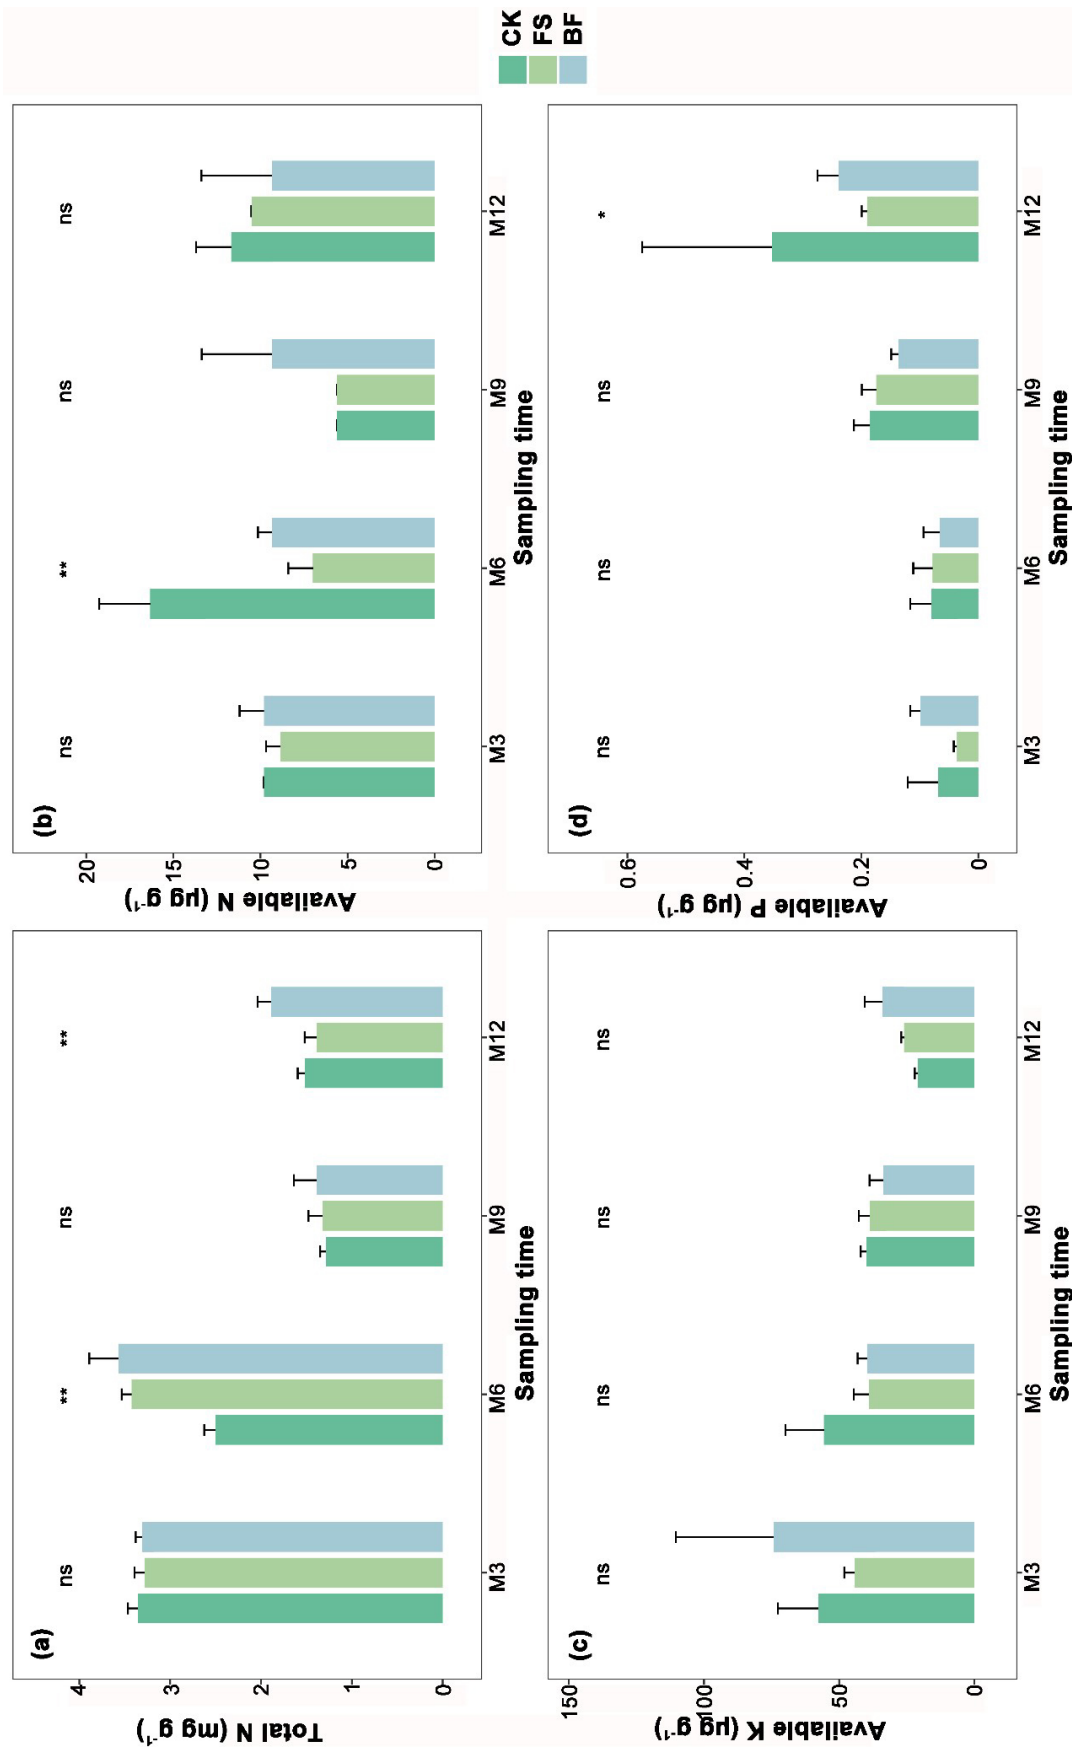 (a)
Total N (mg g⁻¹)
4
3
2
1
0
ns
**
ns
**
M3
M6
M9
M12
Sampling time
(b)
Available N (µg g⁻¹)
20
15
10
5
0
ns
**
ns
ns
M3
M6
M9
M12
Sampling time
CK
FS
BF
(c)
Available K (µg g⁻¹)
150
100
50
0
ns
ns
ns
ns
M3
M6
M9
M12
Sampling time
(d)
Available P (µg g⁻¹)
0.6
0.4
0.2
0
ns
ns
ns
*
M3
M6
M9
M12
Sampling time